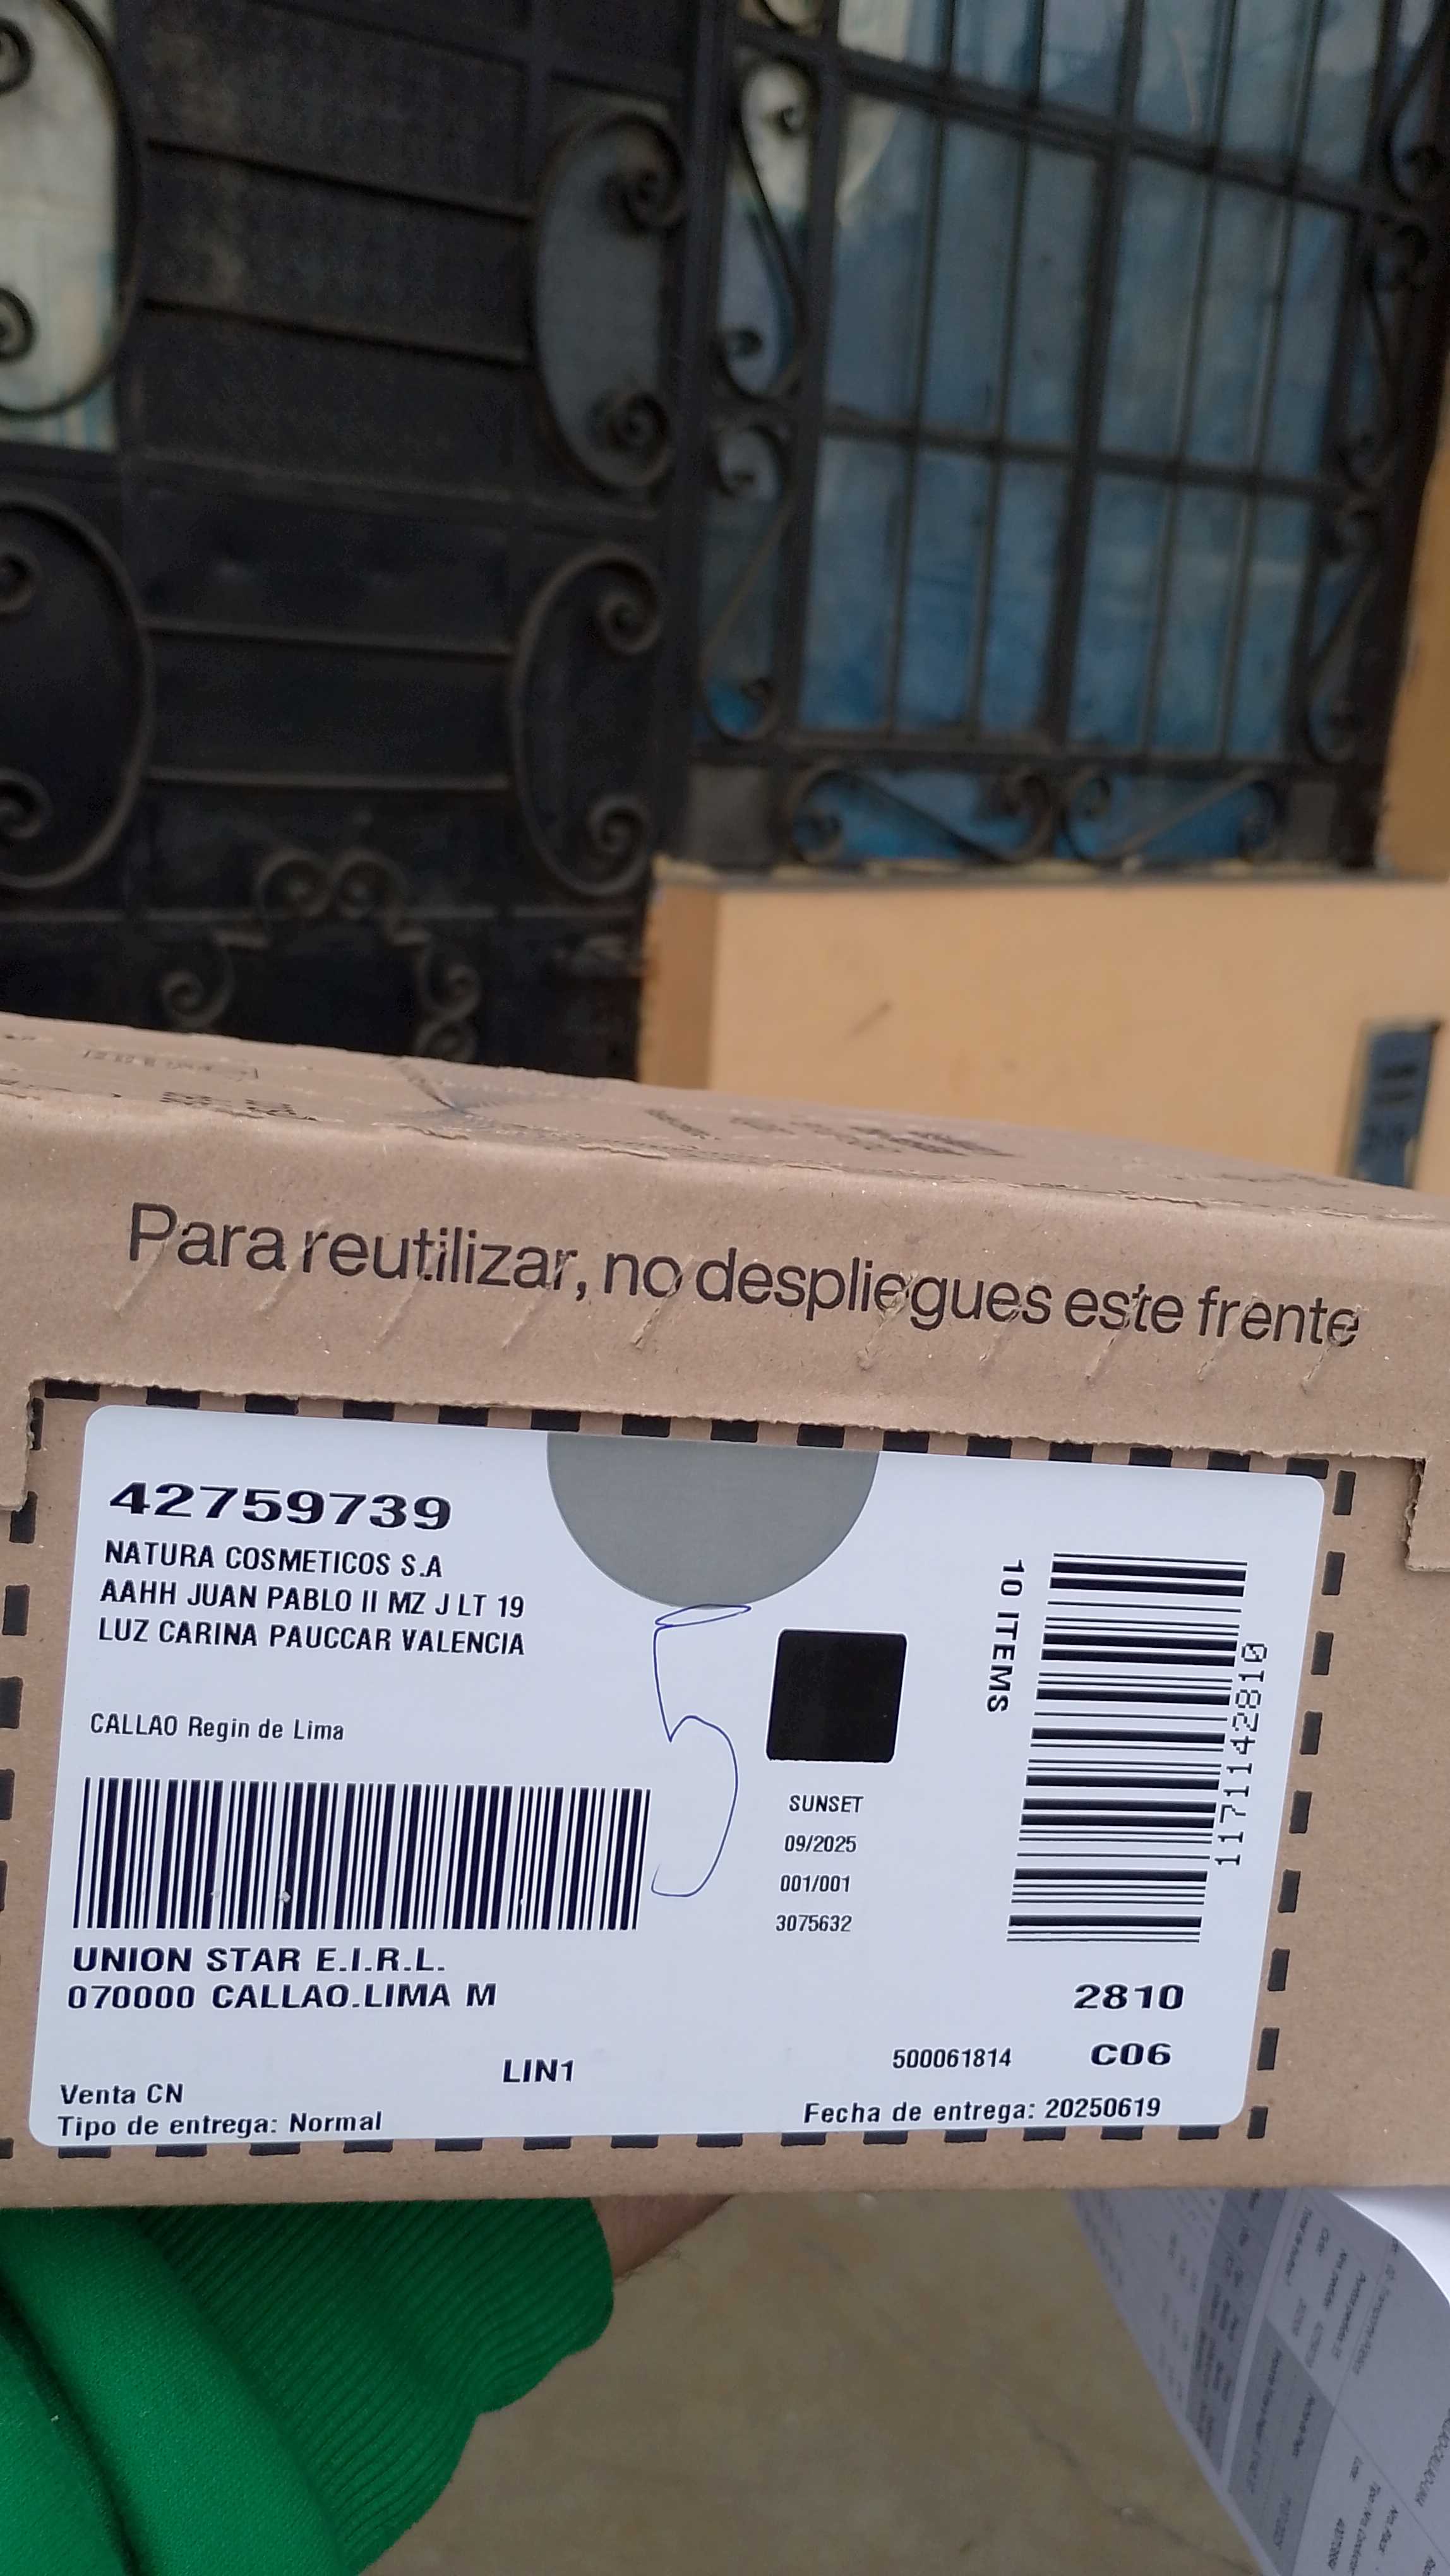 Para reutilizar, no despliegues este frente
42759739
NATURA COSMETICOS S.A
AAHH JUAN PABLO II MZ J LT 19
LUZ CARINA PAUCCAR VALENCIA
CALLAO Regin de Lima
UNION STAR E.I.R.L.
070000 CALLAO.LIMA M
LIN1
Venta CN
Tipo de entrega: Normal
5
SUNSET
09/2025
001/001
3075632
10 ITEMS
117111142810
2810
500061814 C06
Fecha de entrega: 20250619